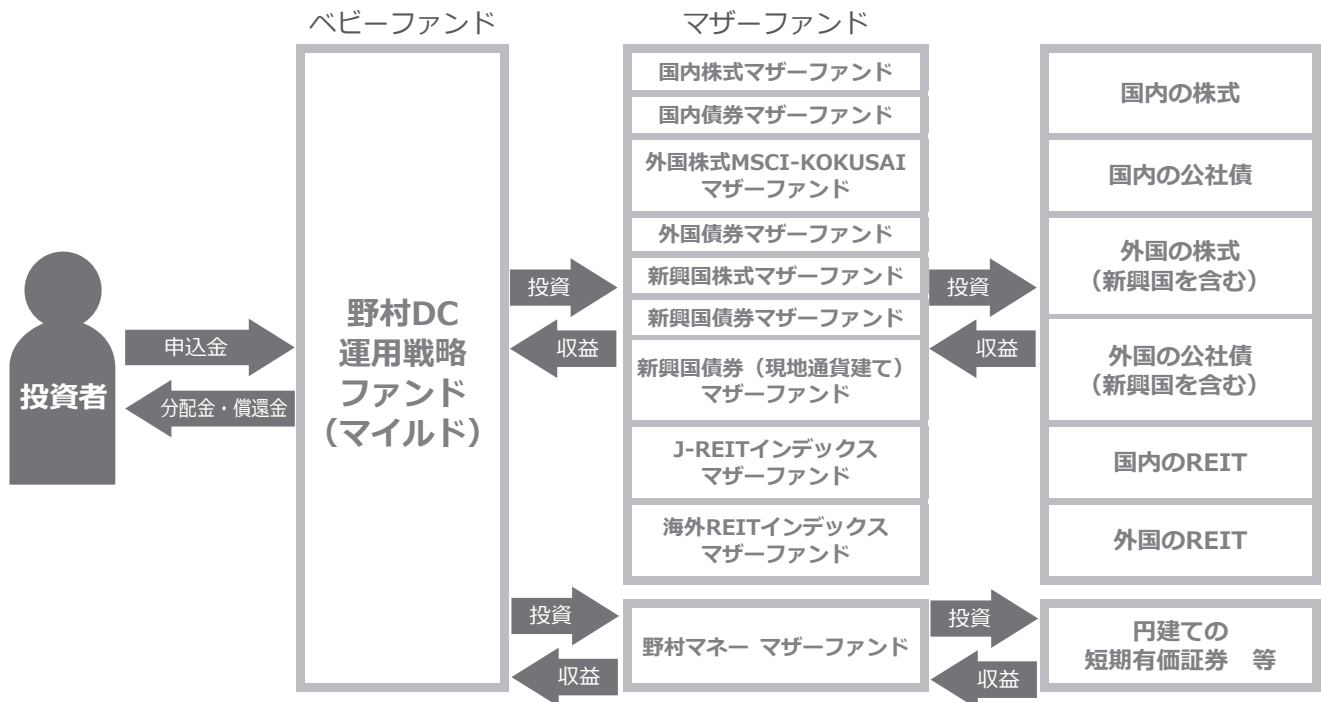 ベビーファンド
マザーファンド
投資者
申込金
分配金・償還金
野村DC
運用戦略
ファンド
（マイルド）
投資
収益
国内株式マザーファンド
国内債券マザーファンド
外国株式MSCI-KOKUSAI
マザーファンド
外国債券マザーファンド
新興国株式マザーファンド
新興国債券マザーファンド
新興国債券（現地通貨建て）
マザーファンド
J-REITインデックス
マザーファンド
海外REITインデックス
マザーファンド
投資
収益
国内の株式
国内の公社債
外国の株式
（新興国を含む）
外国の公社債
（新興国を含む）
国内のREIT
外国のREIT
投資
収益
野村マネー マザーファンド
投資
収益
円建ての
短期有価証券　等